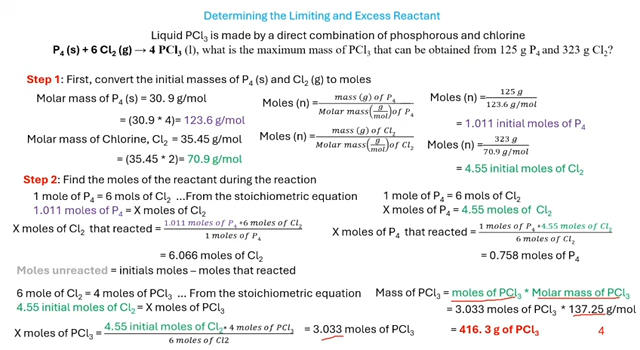 Determining the Limiting and Excess Reactant
Liquid PCl₃ is made by a direct combination of phosphorous and chlorine
P₄ (s) + 6 Cl₂ (g) → 4 PCl₃ (l), what is the maximum mass of PCl₃ that can be obtained from 125 g P₄ and 323 g Cl₂?
Step 1: First, convert the initial masses of P₄ (s) and Cl₂ (g) to moles
Molar mass of P₄ (s) = 30. 9 g/mol
= (30.9 * 4)= 123.6 g/mol
Molar mass of Chlorine, Cl₂ = 35.45 g/mol
= (35.45 * 2)= 70.9 g/mol
Moles (n) = mass (g) of P₄ / Molar mass(g/mol) of P₄
Moles (n) = mass (g) of Cl₂ / Molar mass(g/mol) of Cl₂
Moles (n) = 125 g / 123.6 g/mol
= 1.011 initial moles of P₄
Moles (n) = 323 g / 70.9 g/mol
= 4.55 initial moles of Cl₂
Step 2: Find the moles of the reactant during the reaction
1 mole of P₄ = 6 mols of Cl₂ ...From the stoichiometric equation
1.011 moles of P₄ = X moles of Cl₂
X moles of Cl₂ that reacted = 1.011 moles of P₄ *6 moles of Cl₂ / 1 moles of P₄
= 6.066 moles of Cl₂
Moles unreacted = initials moles – moles that reacted
1 mole of P₄ = 6 mols of Cl₂
X moles of P₄ = 4.55 moles of Cl₂
X moles of P₄ that reacted = 1 moles of P₄ *4.55 moles of Cl₂ / 6 moles of Cl₂
= 0.758 moles of P₄
6 mole of Cl₂ = 4 moles of PCl₃ ... From the stoichiometric equation
4.55 initial moles of Cl₂ = X moles of PCl₃
X moles of PCl₃ = 4.55 initial moles of Cl₂* 4 moles of PCl₃ / 6 moles of Cl2
= 3.033 moles of PCl₃
Mass of PCl₃ = moles of PCl₃ * Molar mass of PCl₃
= 3.033 moles of PCl₃ * 137.25 g/mol
= 416. 3 g of PCl₃
4